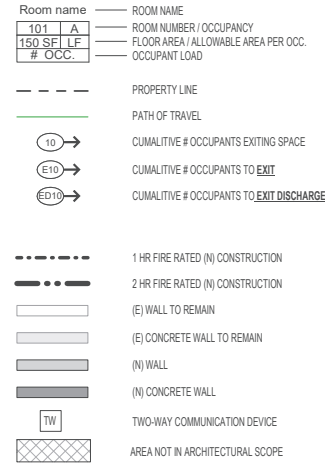 Room name ROOM NAME
101 A ROOM NUMBER / OCCUPANCY
150 SF LF FLOOR AREA / ALLOWABLE AREA PER OCC.
# OCC. OCCUPANT LOAD
PROPERTY LINE
PATH OF TRAVEL
10 CUMALITIVE # OCCUPANTS EXITING SPACE
E10 CUMALITIVE # OCCUPANTS TO EXIT
ED10 CUMALITIVE # OCCUPANTS TO EXIT DISCHARGE
1 HR FIRE RATED (N) CONSTRUCTION
2 HR FIRE RATED (N) CONSTRUCTION
(E) WALL TO REMAIN
(E) CONCRETE WALL TO REMAIN
(N) WALL
(N) CONCRETE WALL
TW TWO-WAY COMMUNICATION DEVICE
AREA NOT IN ARCHITECTURAL SCOPE